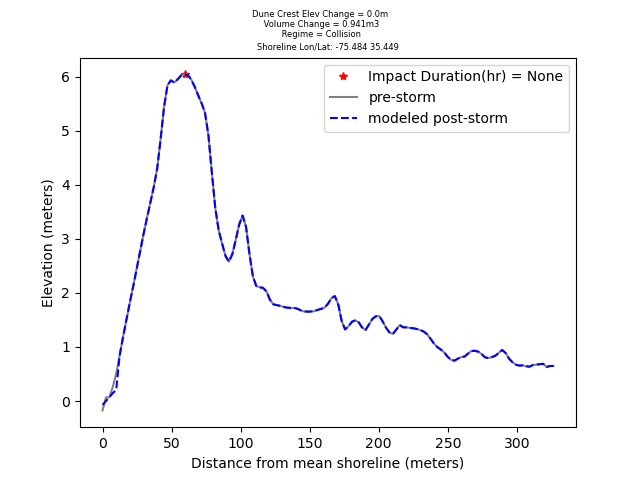 Dune Crest Elev Change = 0.0m
Volume Change = 0.941m3
Regime = Collision
Shoreline Lon/Lat: -75.484 35.449
Impact Duration(hr) = None
pre-storm
modeled post-storm
Elevation (meters)
6
5
4
3
2
1
0
0 50 100 150 200 250 300
Distance from mean shoreline (meters)